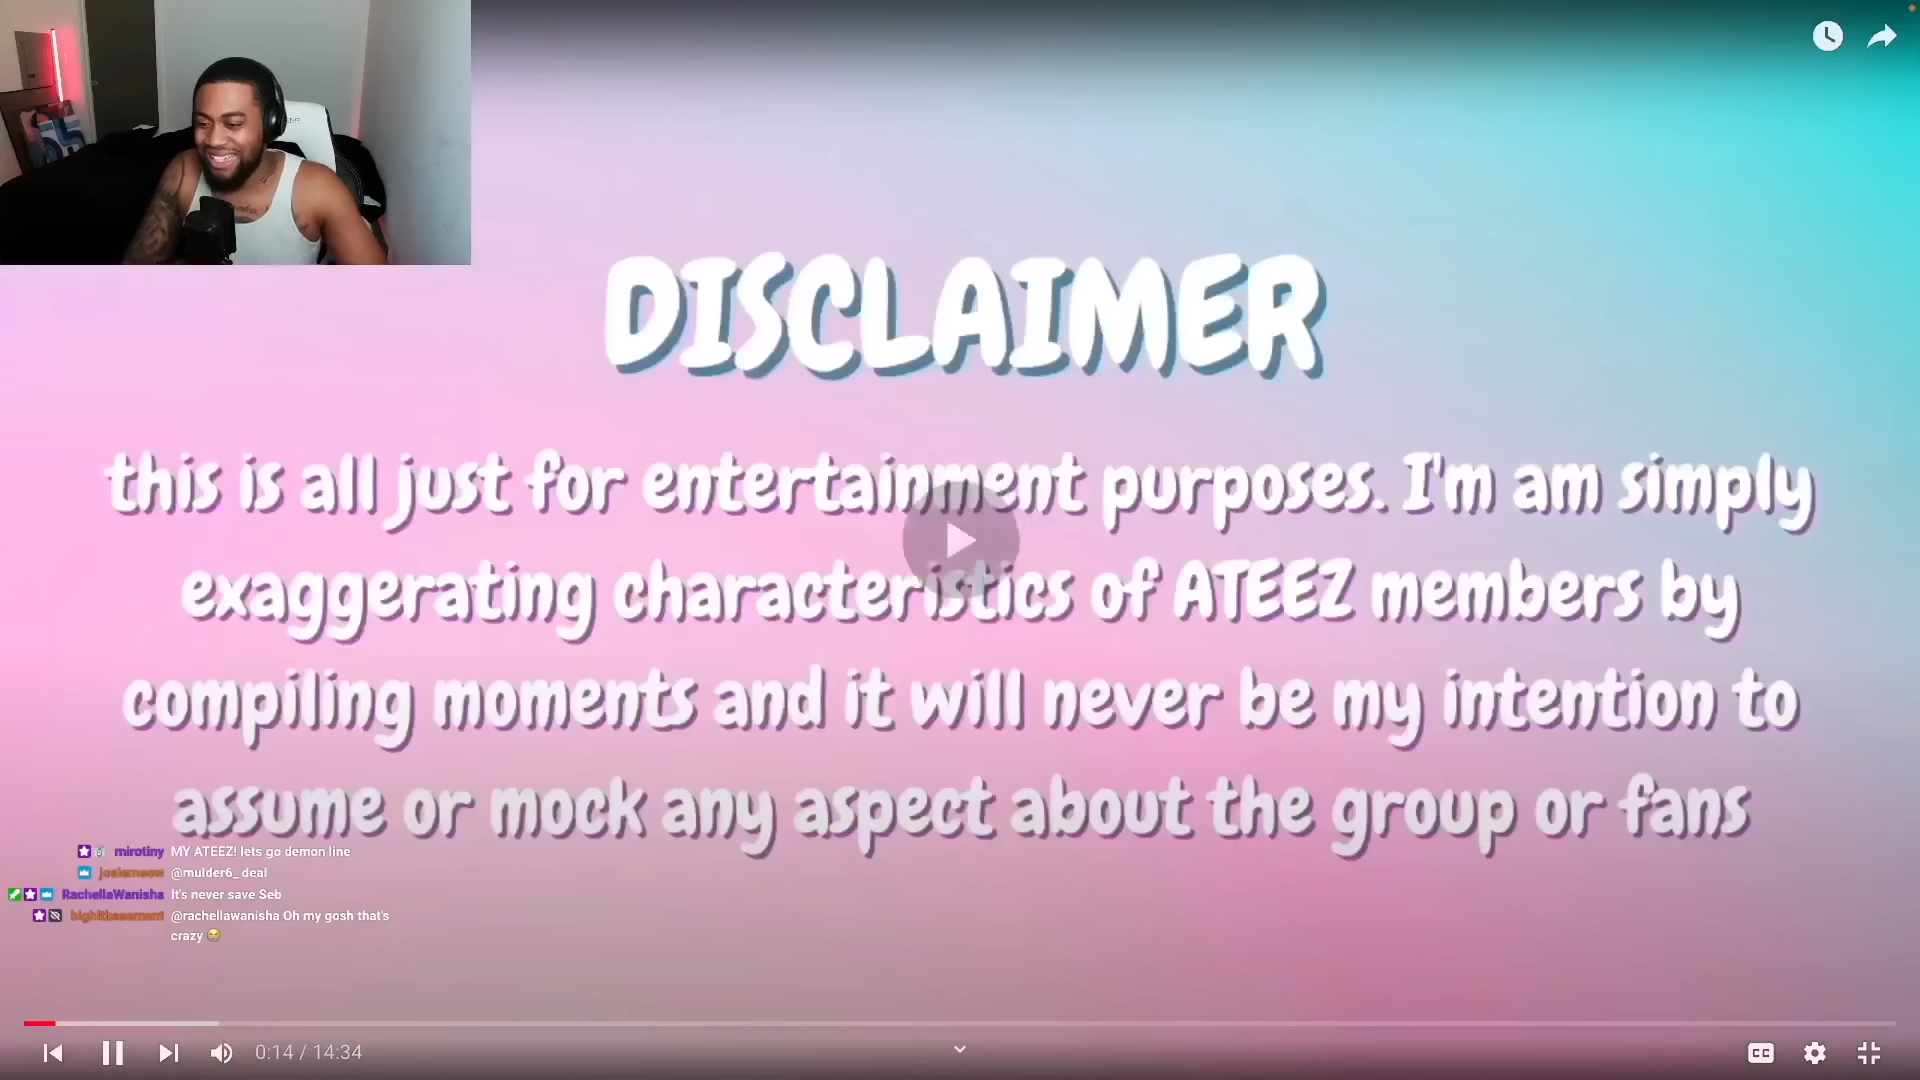 DISCLAIMER
this is all just for entertainment purposes. I'm am simply
exaggerating characteristics of ATEEZ members by
compiling moments and it will never be my intention to
assume or mock any aspect about the group or fans
mirotiny MY ATEEZ! lets go demon line
josiemeow @mulder6_ deal
RachellaWanisha It's never save Seb
bighitbasement @rachellawanisha Oh my gosh that's
crazy 😂
0:14 / 14:34
CC